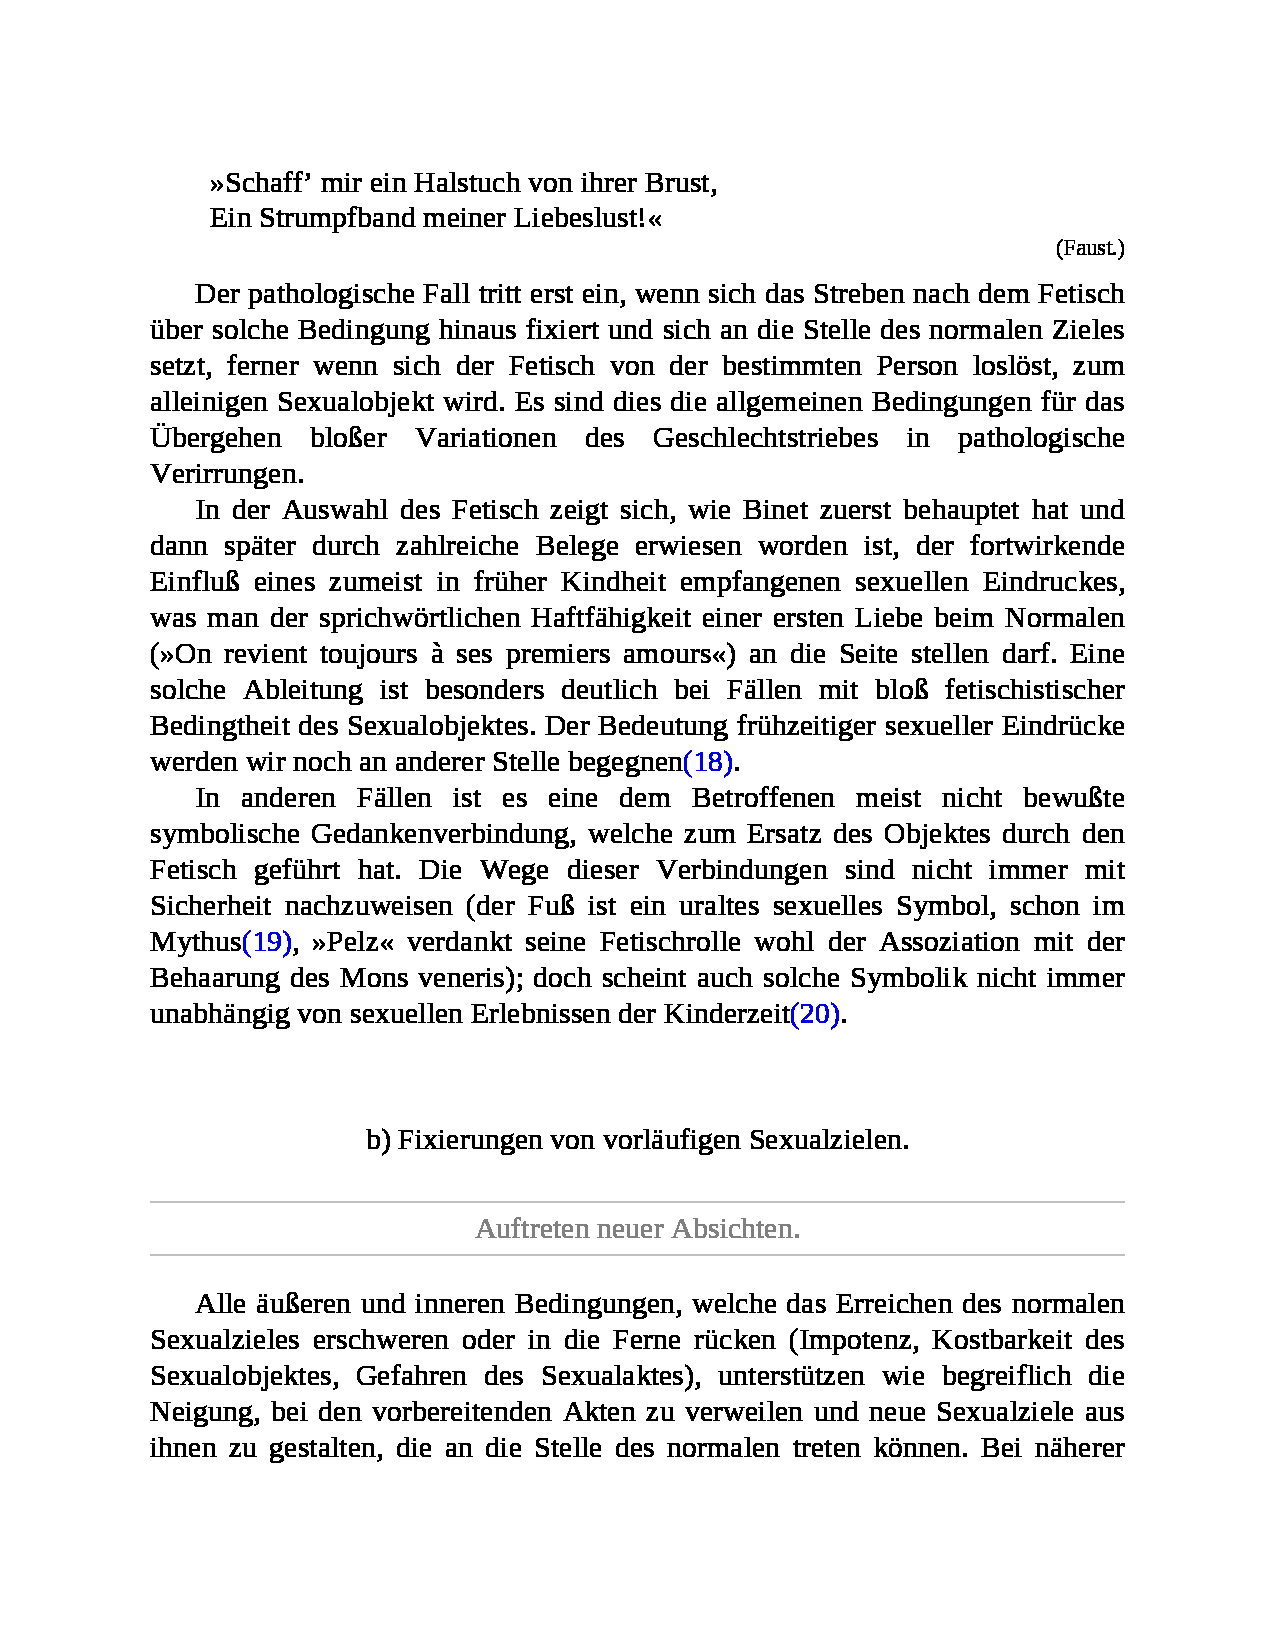 »Schaff’ mir ein Halstuch von ihrer Brust,
Ein Strumpfband meiner Liebeslust!«
(Faust.)
Der pathologische Fall tritt erst ein, wenn sich das Streben nach dem Fetisch
über solche Bedingung hinaus fixiert und sich an die Stelle des normalen Zieles
setzt, ferner wenn sich der Fetisch von der bestimmten Person loslöst, zum
alleinigen Sexualobjekt wird. Es sind dies die allgemeinen Bedingungen für das
Übergehen bloßer Variationen des Geschlechtstriebes in pathologische
Verirrungen.
In der Auswahl des Fetisch zeigt sich, wie Binet zuerst behauptet hat und
dann später durch zahlreiche Belege erwiesen worden ist, der fortwirkende
Einfluß eines zumeist in früher Kindheit empfangenen sexuellen Eindruckes,
was man der sprichwörtlichen Haftfähigkeit einer ersten Liebe beim Normalen
(»On revient toujours à ses premiers amours«) an die Seite stellen darf. Eine
solche Ableitung ist besonders deutlich bei Fällen mit bloß fetischistischer
Bedingtheit des Sexualobjektes. Der Bedeutung frühzeitiger sexueller Eindrücke
werden wir noch an anderer Stelle begegnen(18).
In anderen Fällen ist es eine dem Betroffenen meist nicht bewußte
symbolische Gedankenverbindung, welche zum Ersatz des Objektes durch den
Fetisch geführt hat. Die Wege dieser Verbindungen sind nicht immer mit
Sicherheit nachzuweisen (der Fuß ist ein uraltes sexuelles Symbol, schon im
Mythus(19), »Pelz« verdankt seine Fetischrolle wohl der Assoziation mit der
Behaarung des Mons veneris); doch scheint auch solche Symbolik nicht immer
unabhängig von sexuellen Erlebnissen der Kinderzeit(20).
b) Fixierungen von vorläufigen Sexualzielen.
Auftreten neuer Absichten.
Alle äußeren und inneren Bedingungen, welche das Erreichen des normalen
Sexualzieles erschweren oder in die Ferne rücken (Impotenz, Kostbarkeit des
Sexualobjektes, Gefahren des Sexualaktes), unterstützen wie begreiflich die
Neigung, bei den vorbereitenden Akten zu verweilen und neue Sexualziele aus
ihnen zu gestalten, die an die Stelle des normalen treten können. Bei näherer